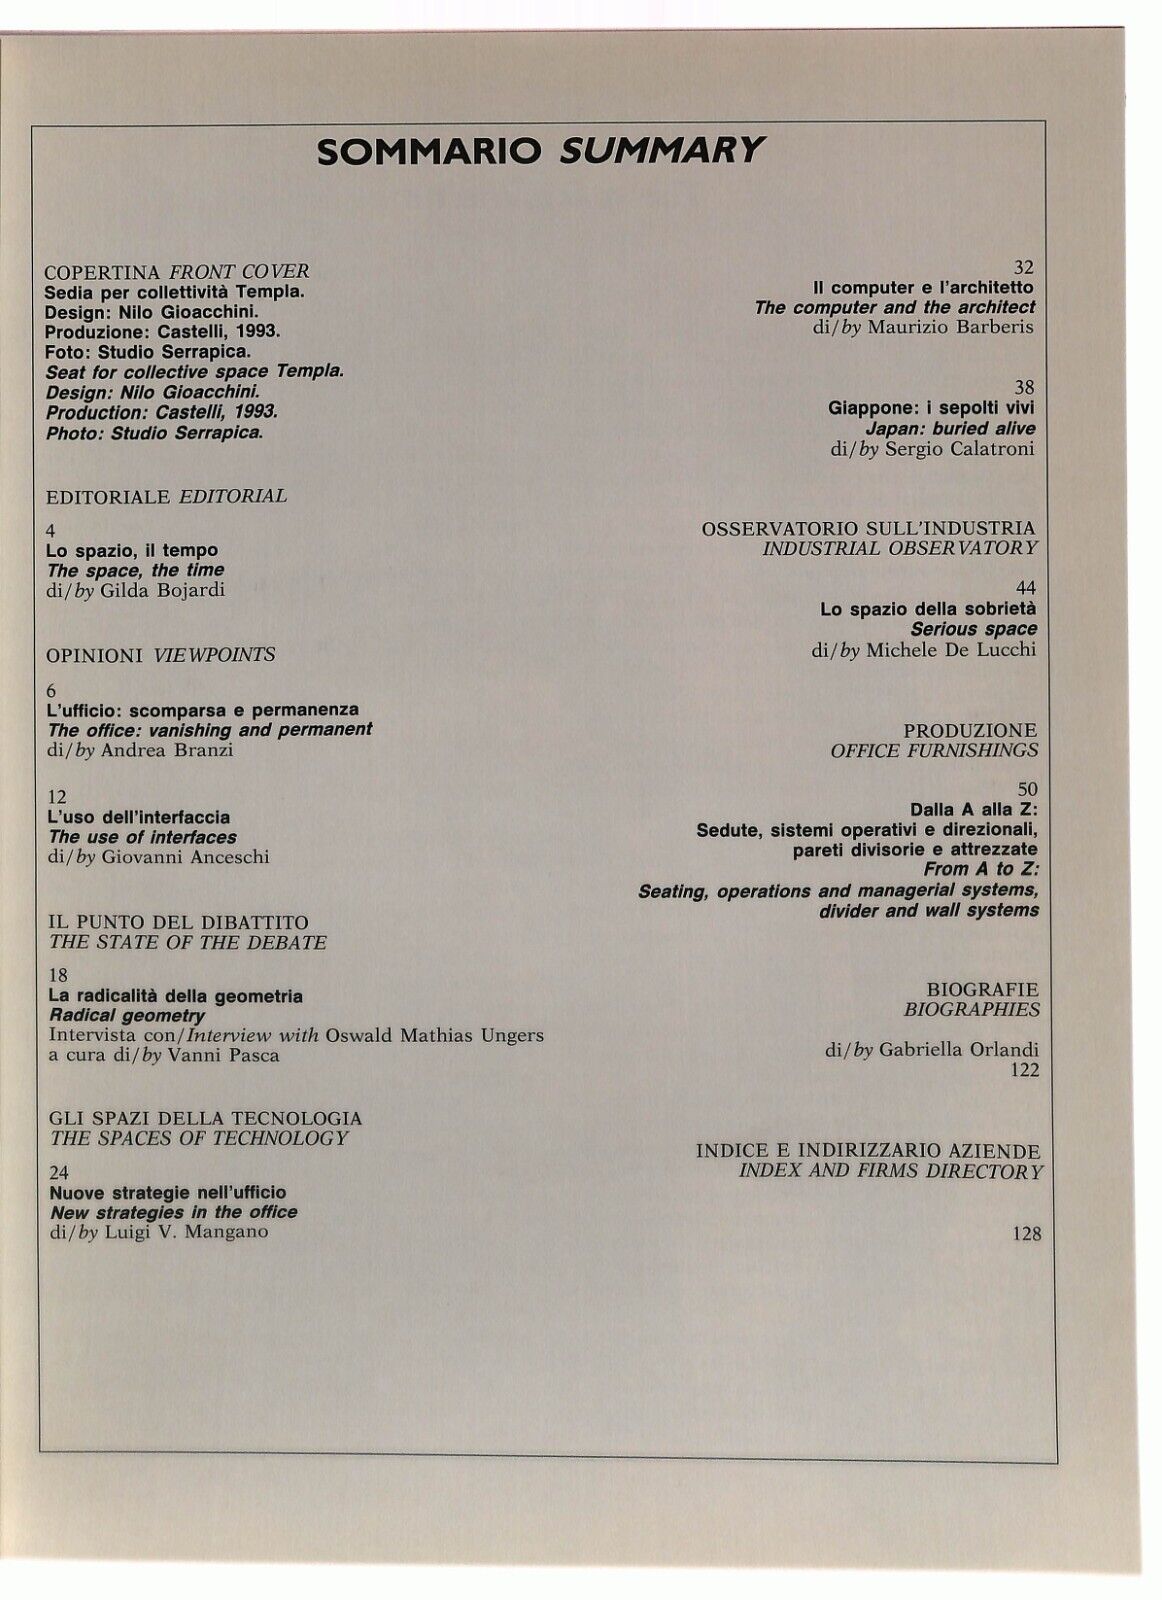 SOMMARIO SUMMARY
COPERTINA FRONT COVER
Sedia per collettività Templa.
Design: Nilo Gioacchini.
Produzione: Castelli, 1993.
Foto: Studio Serrapica.
Seat for collective space Templa.
Design: Nilo Gioacchini.
Production: Castelli, 1993.
Photo: Studio Serrapica.
EDITORIALE EDITORIAL
4
Lo spazio, il tempo
The space, the time
di/by Gilda Bojardi
OPINIONI VIEWPOINTS
6
L'ufficio: scomparsa e permanenza
The office: vanishing and permanent
di/by Andrea Branzi
12
L'uso dell'interfaccia
The use of interfaces
di/by Giovanni Anceschi
IL PUNTO DEL DIBATTITO
THE STATE OF THE DEBATE
18
La radicalità della geometria
Radical geometry
Intervista con/Interview with Oswald Mathias Ungers
a cura di/by Vanni Pasca
GLI SPAZI DELLA TECNOLOGIA
THE SPACES OF TECHNOLOGY
24
Nuove strategie nell'ufficio
New strategies in the office
di/by Luigi V. Mangano
32
Il computer e l'architetto
The computer and the architect
di/by Maurizio Barberis
38
Giappone: i sepolti vivi
Japan: buried alive
di/by Sergio Calatroni
OSSERVATORIO SULL'INDUSTRIA
INDUSTRIAL OBSERVATORY
44
Lo spazio della sobrietà
Serious space
di/by Michele De Lucchi
PRODUZIONE
OFFICE FURNISHINGS
50
Dalla A alla Z:
Sedute, sistemi operativi e direzionali,
pareti divisorie e attrezzate
From A to Z:
Seating, operations and managerial systems,
divider and wall systems
BIOGRAFIE
BIOGRAPHIES
di/by Gabriella Orlandi
122
INDICE E INDIRIZZARIO AZIENDE
INDEX AND FIRMS DIRECTORY
128